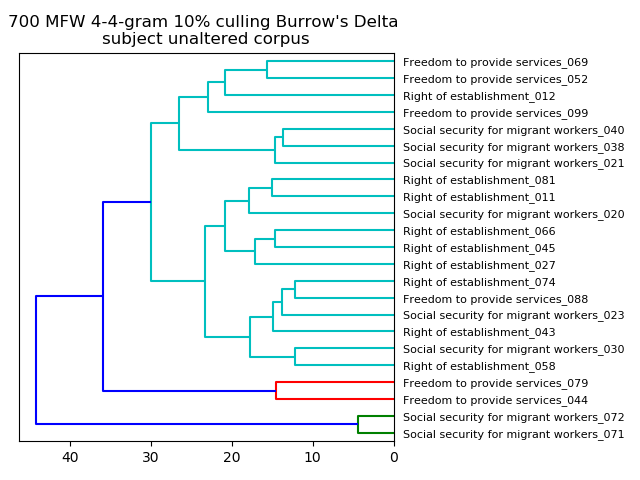 700 MFW 4-4-gram 10% culling Burrow's Delta
subject unaltered corpus
Freedom to provide services_069
Freedom to provide services_052
Right of establishment_012
Freedom to provide services_099
Social security for migrant workers_040
Social security for migrant workers_038
Social security for migrant workers_021
Right of establishment_081
Right of establishment_011
Social security for migrant workers_020
Right of establishment_066
Right of establishment_045
Right of establishment_027
Right of establishment_074
Freedom to provide services_088
Social security for migrant workers_023
Right of establishment_043
Social security for migrant workers_030
Right of establishment_058
Freedom to provide services_079
Freedom to provide services_044
Social security for migrant workers_072
Social security for migrant workers_071
40 30 20 10 0